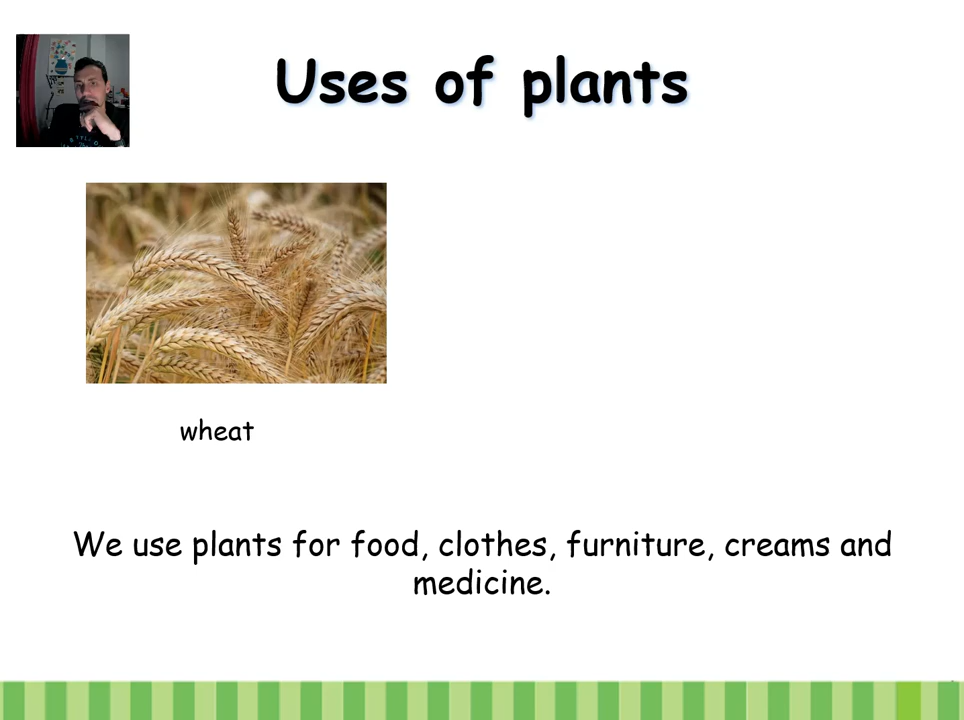 Uses of plants
wheat
We use plants for food, clothes, furniture, creams and
medicine.